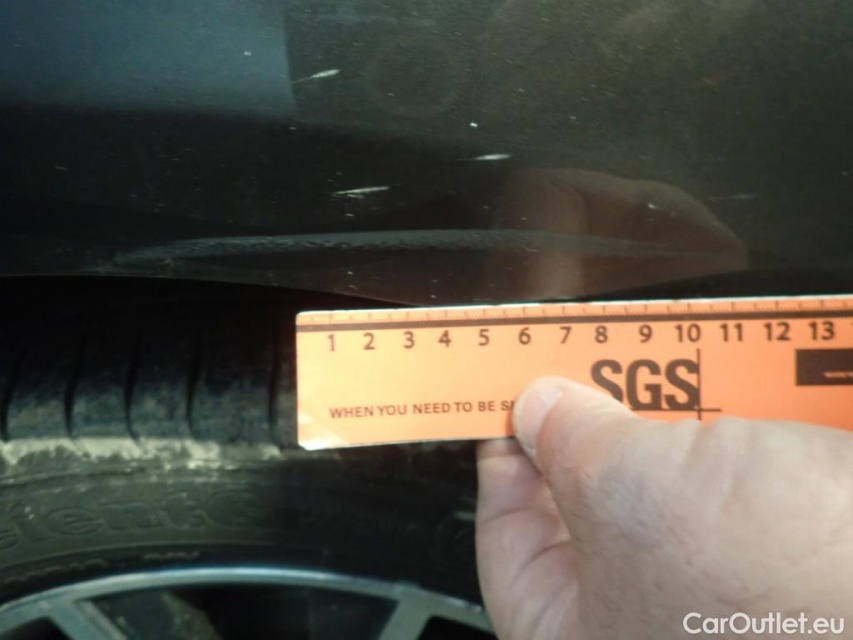 1 2 3 4 5 6 7 8 9 10 11 12 13
SGS
WHEN YOU NEED TO BE
CarOutlet.eu